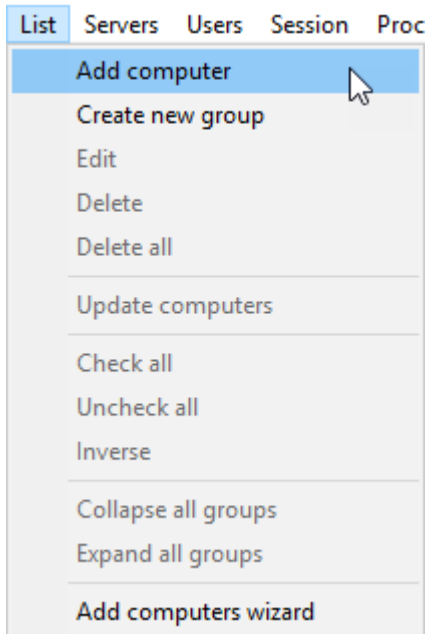 List Servers Users Session Proc
Add computer
Create new group
Edit
Delete
Delete all
Update computers
Check all
Uncheck all
Inverse
Collapse all groups
Expand all groups
Add computers wizard